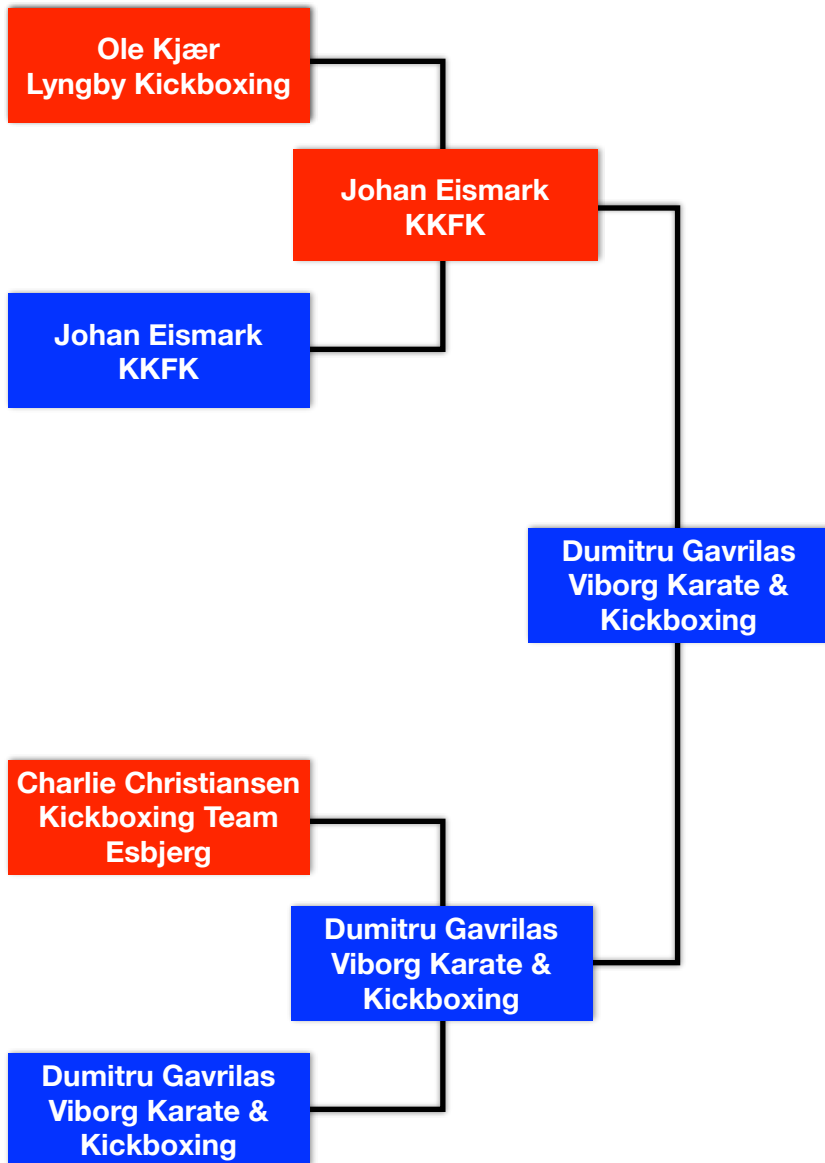 Ole Kjær
Lyngby Kickboxing
Johan Eismark
KKFK
Johan Eismark
KKFK
Dumitru Gavrilas
Viborg Karate &
Kickboxing
Charlie Christiansen
Kickboxing Team
Esbjerg
Dumitru Gavrilas
Viborg Karate &
Kickboxing
Dumitru Gavrilas
Viborg Karate &
Kickboxing